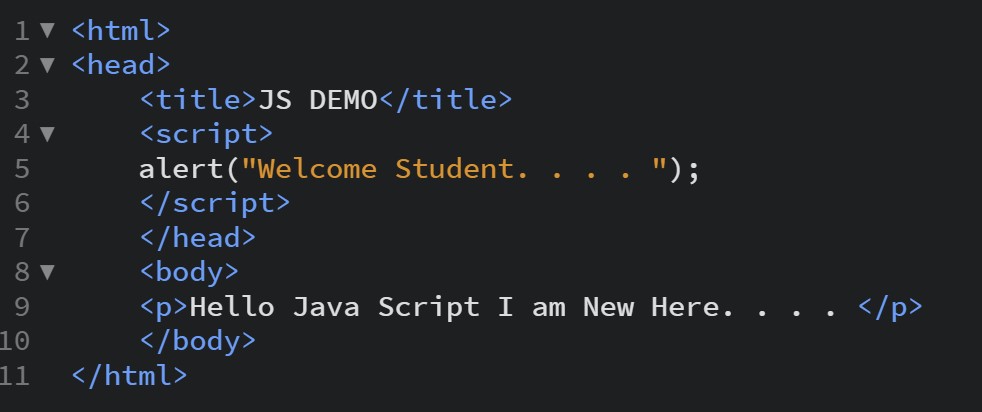 1 ▼ <html>
2 ▼ <head>
3 <title>JS DEMO</title>
4 ▼ <script>
5 alert("Welcome Student. . . . ");
6 </script>
7 </head>
8 ▼ <body>
9 <p>Hello Java Script I am New Here. . . . </p>
10 </body>
11 </html>